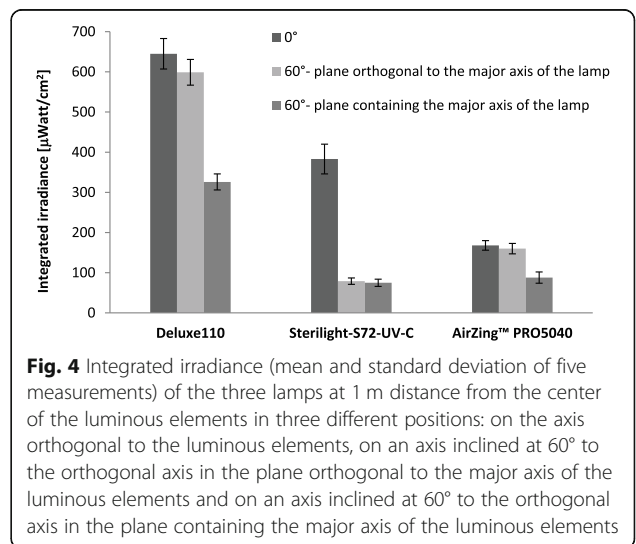 700
600
500
400
300
200
100
0
Integrated irradiance [µWatt/cm²]
0°
60°- plane orthogonal to the major axis of the lamp
60°- plane containing the major axis of the lamp
Deluxe110
Sterilight-S72-UV-C
AirZing™ PRO5040
Fig. 4 Integrated irradiance (mean and standard deviation of five
measurements) of the three lamps at 1 m distance from the center
of the luminous elements in three different positions: on the axis
orthogonal to the luminous elements, on an axis inclined at 60° to
the orthogonal axis in the plane orthogonal to the major axis of the
luminous elements and on an axis inclined at 60° to the orthogonal
axis in the plane containing the major axis of the luminous elements